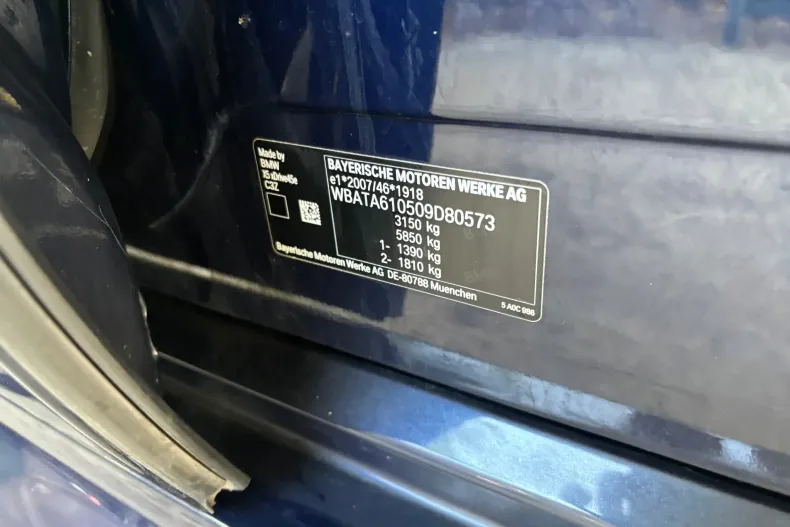 Made by
BMW
X5 xDrive45e
C3Z
BAYERISCHE MOTOREN WERKE AG
e1*2007/46*1918
WBATA610509D80573
3150 kg
5850 kg
1- 1390 kg
2- 1810 kg
Bayerische Motoren Werke AG DE-80788 Muenchen
5 A0C 986